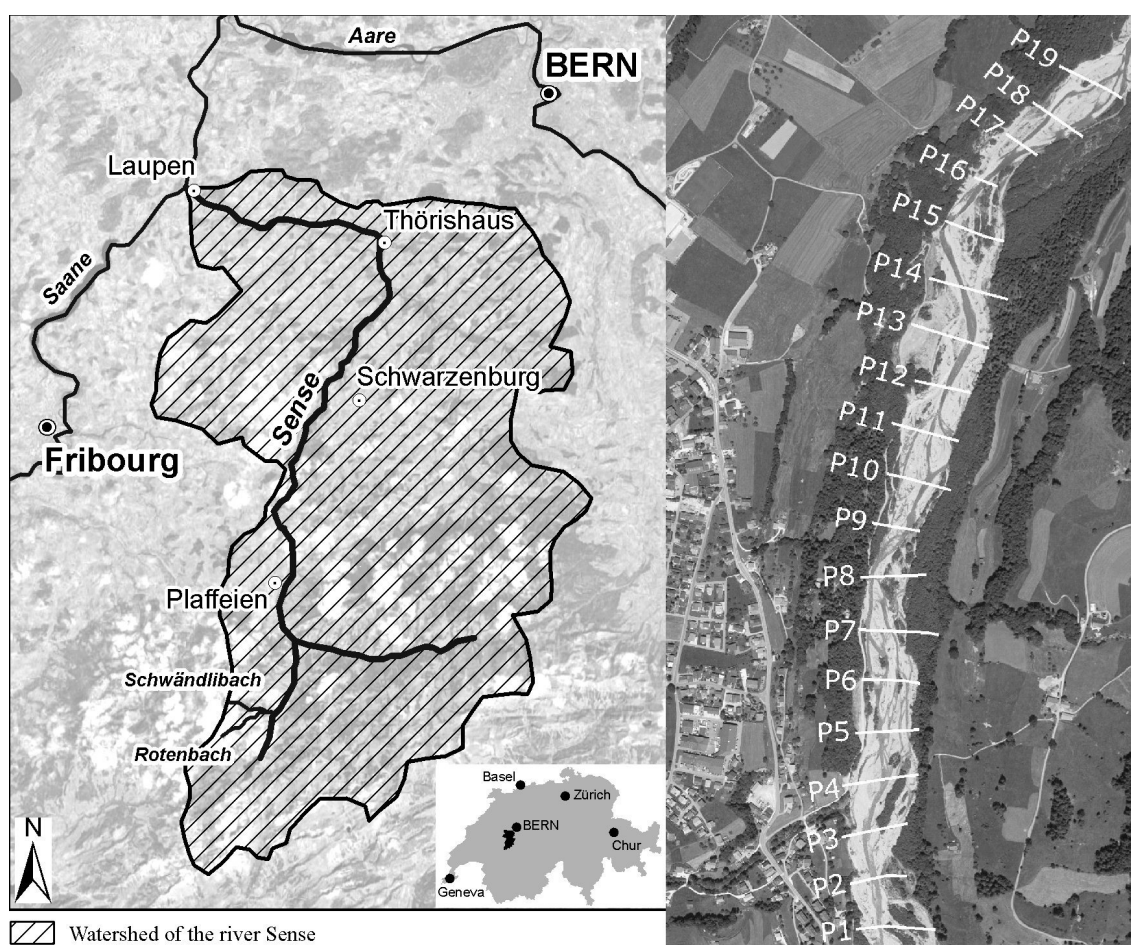 Aare
BERN
Laupen
Thörishaus
Saane
Sense
Schwarzenburg
Fribourg
Plaffeien
Schwändlibach
Rotenbach
N
Basel
Zürich
BERN
Chur
Geneva
Watershed of the river Sense
P19
P18
P17
P16
P15
P14
P13
P12
P11
P10
P9
P8
P7
P6
P5
P4
P3
P2
P1